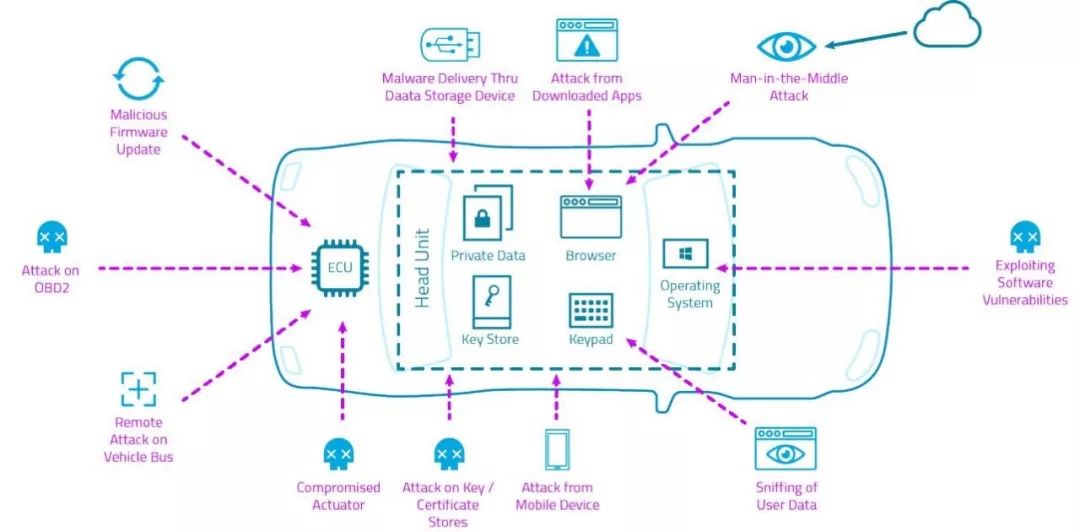 Malware Delivery Thru
Daata Storage Device
Attack from
Downloaded Apps
Man-in-the-Middle
Attack
Malicious
Firmware
Update
Attack on
OBD2
ECU
Head Unit
Private Data
Browser
Operating
System
Key Store
Keypad
Exploiting
Software
Vulnerabilities
Remote
Attack on
Vehicle Bus
Compromised
Actuator
Attack on Key /
Certificate
Stores
Attack from
Mobile Device
Sniffing of
User Data